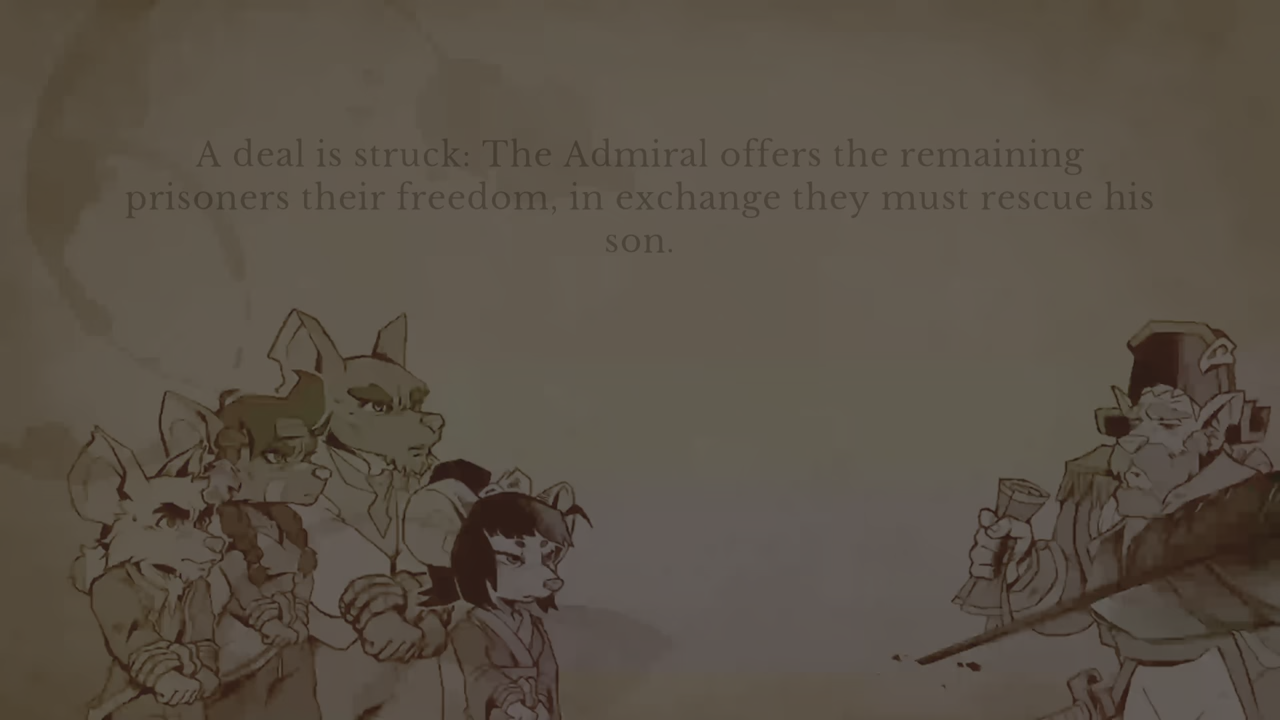 A deal is struck: The Admiral offers the remaining
prisoners their freedom, in exchange they must rescue his
son.